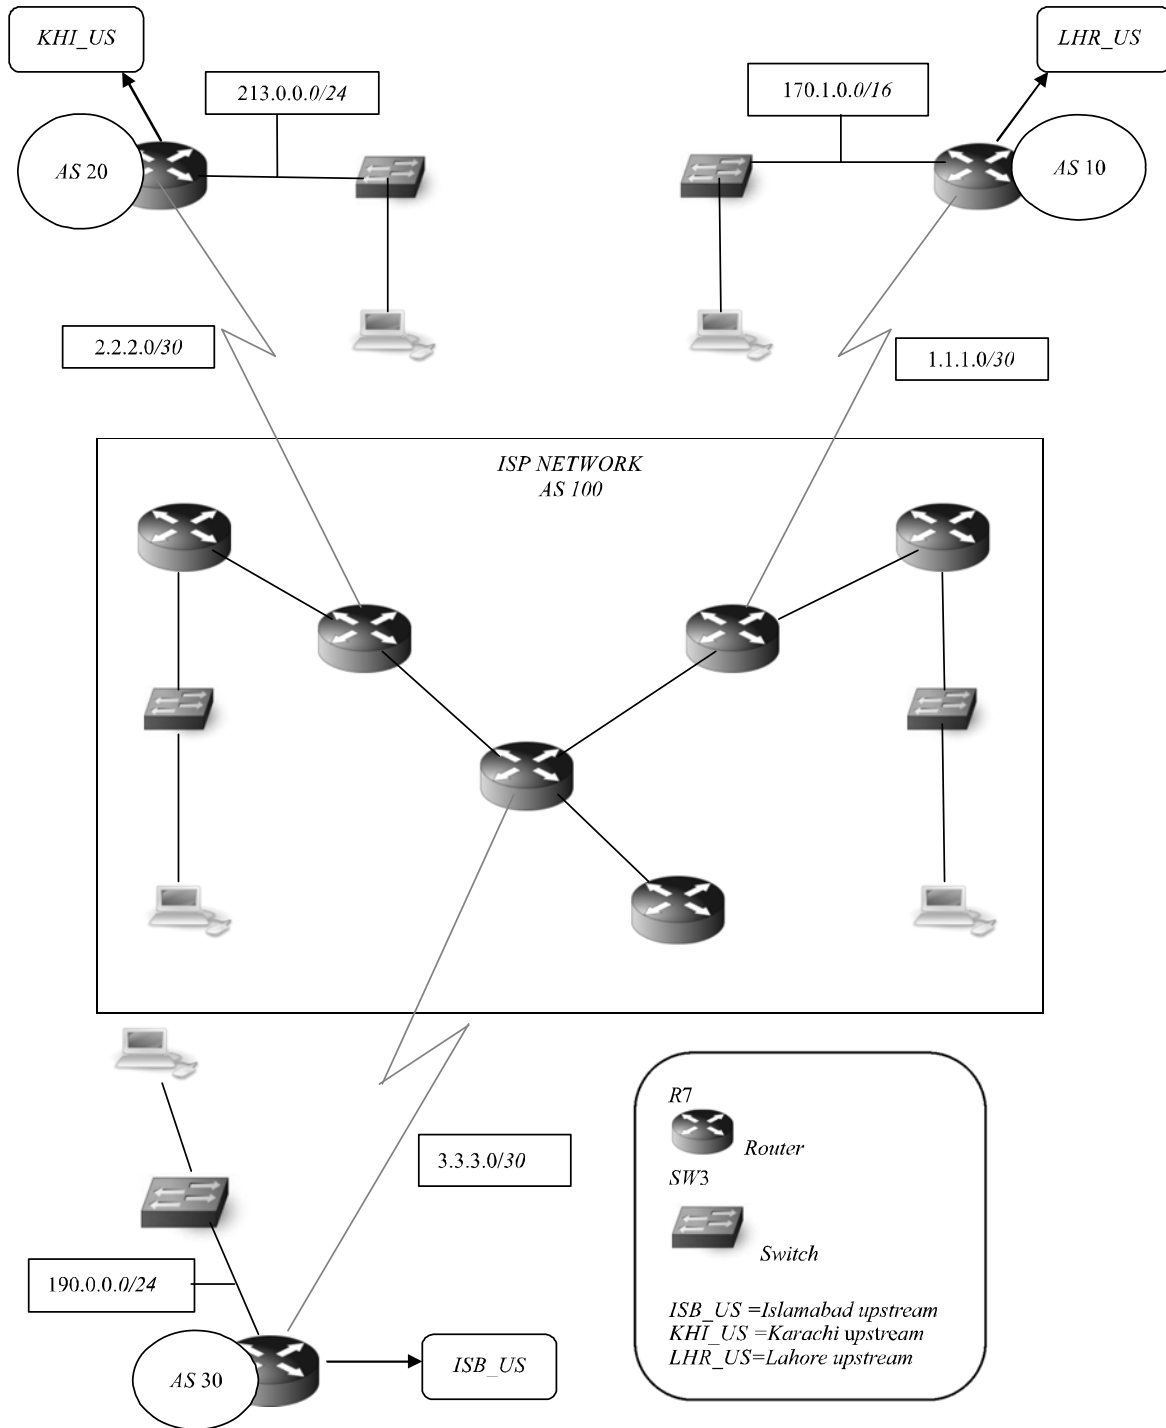 KHI_US
LHR_US
213.0.0.0/24
170.1.0.0/16
AS 20
AS 10
2.2.2.0/30
1.1.1.0/30
ISP NETWORK
AS 100
R7
Router
3.3.3.0/30
SW3
Switch
190.0.0.0/24
ISB_US =Islamabad upstream
KHI_US =Karachi upstream
LHR_US=Lahore upstream
ISB_US
AS 30